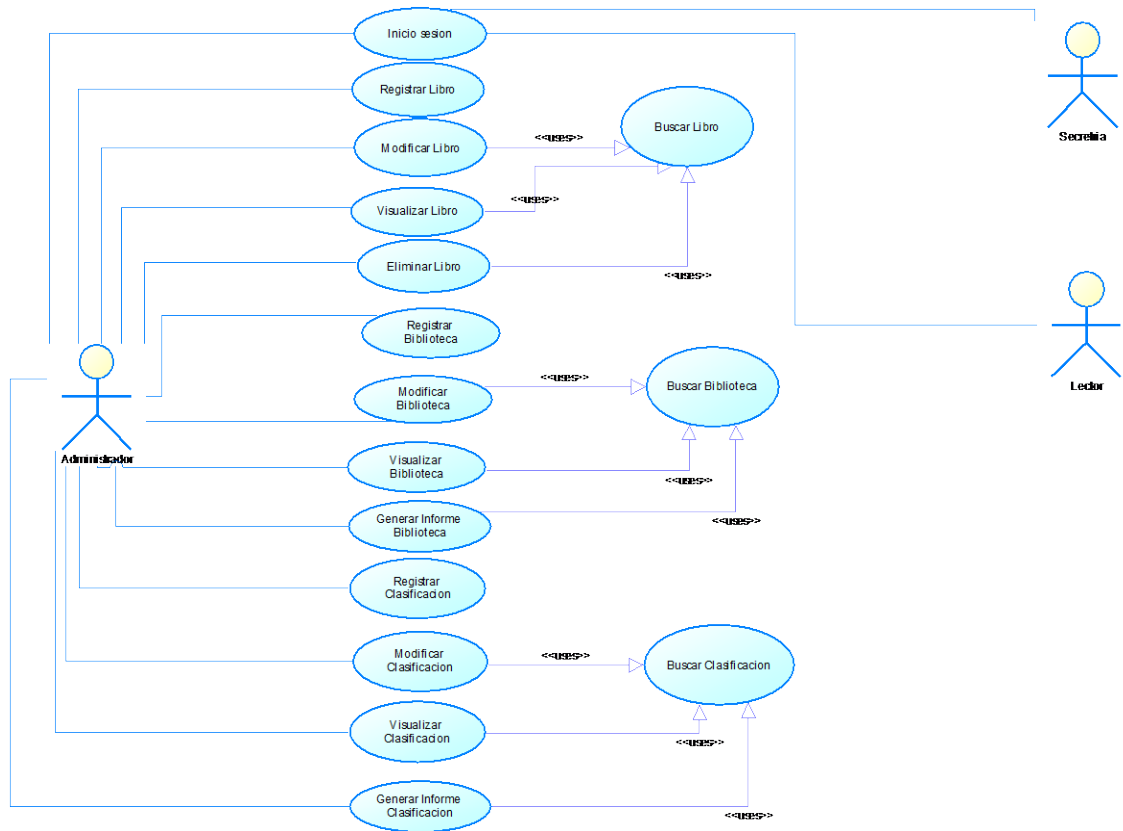 Inicio sesion
Registrar Libro
Buscar Libro
<<uses>>
Modificar Libro
Secretria
<<uses>>
Visualizar Libro
Eliminar Libro
<<uses>>
Registrar
Biblioteca
<<uses>>
Modificar
Biblioteca
Buscar Biblioteca
Lector
Administrador
Visualizar
Biblioteca
<<uses>>
Generar Informe
Biblioteca
<<uses>>
Registrar
Clasificacion
Modificar
Clasificacion
<<uses>>
Buscar Clasificacion
Visualizar
Clasificacion
<<uses>>
Generar Informe
Clasificacion
<<uses>>